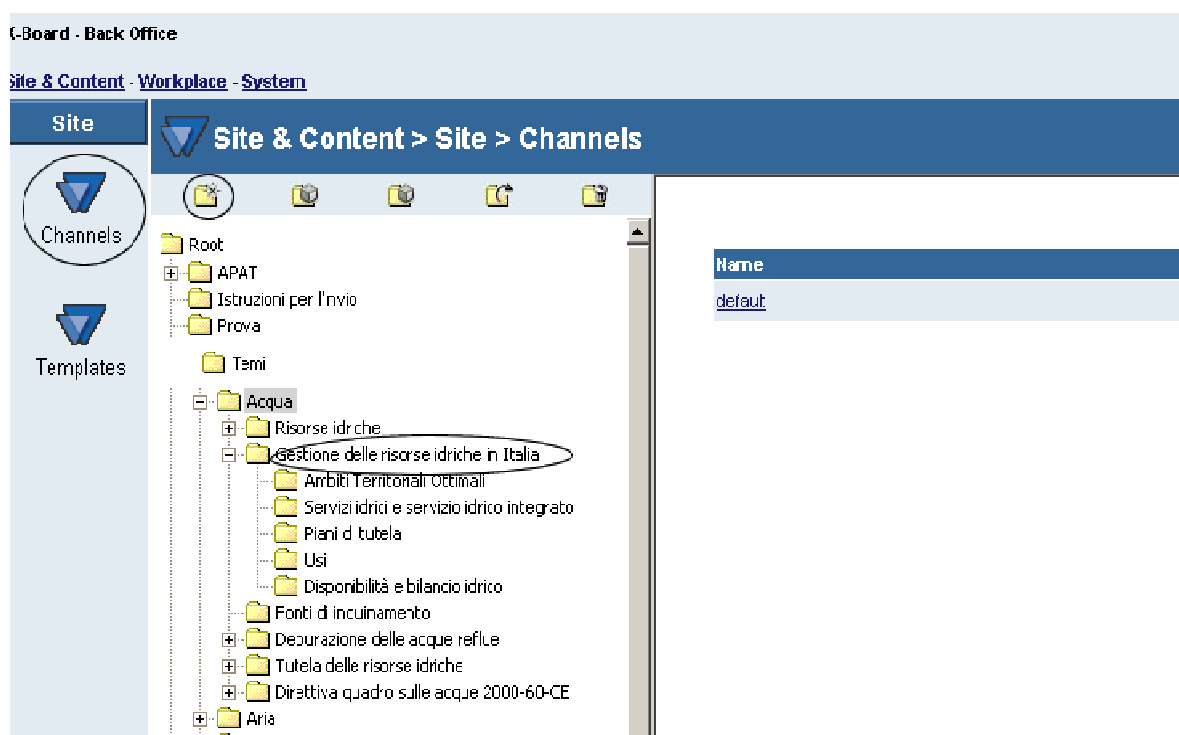 X-Board - Back Office
Site & Content - Workplace - System
Site
Site & Content > Site > Channels
Channels
Templates
Root
APAT
Istruzioni per l'invio
Prova
Temi
Acqua
Risorse idriche
Gestione delle risorse idriche in Italia
Ambiti Territoriali Ottimali
Servizi idrici e servizio idrico integrato
Piani di tutela
Usi
Disponibilità e bilancio idrico
Fonti di inquinamento
Depurazione delle acque reflue
Tutela delle risorse idriche
Direttiva quadro sulle acque 2000-60-CE
Aria
Name
default